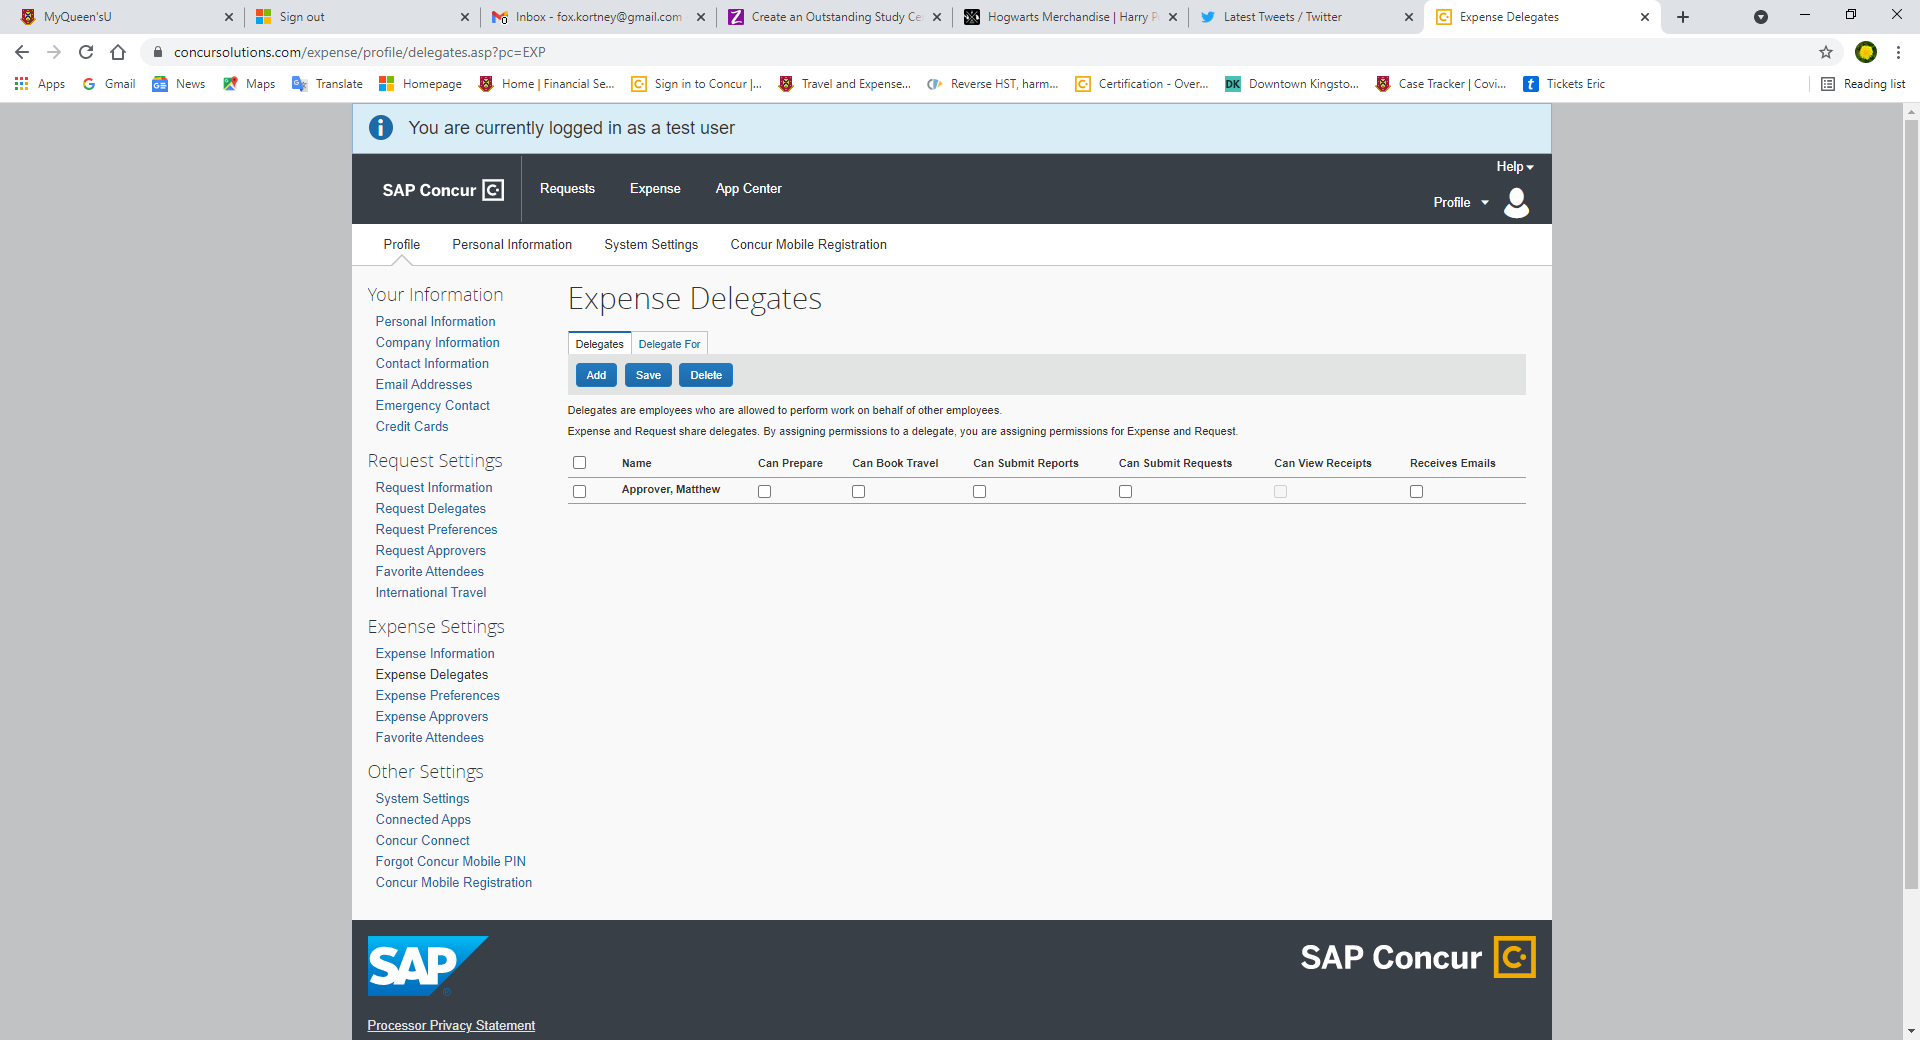 MyQueen'sU
Sign out
Inbox - fox.kortney@gmail.com
Create an Outstanding Study Ce
Hogwarts Merchandise | Harry P
Latest Tweets / Twitter
Expense Delegates
concursolutions.com/expense/profile/delegates.asp?pc=EXP
Apps Gmail News Maps Translate Homepage Home | Financial Se... Sign in to Concur |... Travel and Expense... Reverse HST, harm... Certification - Over... DK Downtown Kingsto... Case Tracker | Covi... t Tickets Eric Reading list
You are currently logged in as a test user
Help
SAP Concur C Requests Expense App Center
Profile
Profile Personal Information System Settings Concur Mobile Registration
Your Information
Personal Information
Company Information
Contact Information
Email Addresses
Emergency Contact
Credit Cards
Request Settings
Request Information
Request Delegates
Request Preferences
Request Approvers
Favorite Attendees
International Travel
Expense Settings
Expense Information
Expense Delegates
Expense Preferences
Expense Approvers
Favorite Attendees
Other Settings
System Settings
Connected Apps
Concur Connect
Forgot Concur Mobile PIN
Concur Mobile Registration
Expense Delegates
Delegates Delegate For
Add Save Delete
Delegates are employees who are allowed to perform work on behalf of other employees.
Expense and Request share delegates. By assigning permissions to a delegate, you are assigning permissions for Expense and Request.
Name Can Prepare Can Book Travel Can Submit Reports Can Submit Requests Can View Receipts Receives Emails
Approver, Matthew
SAP ®
SAP Concur C
Processor Privacy Statement